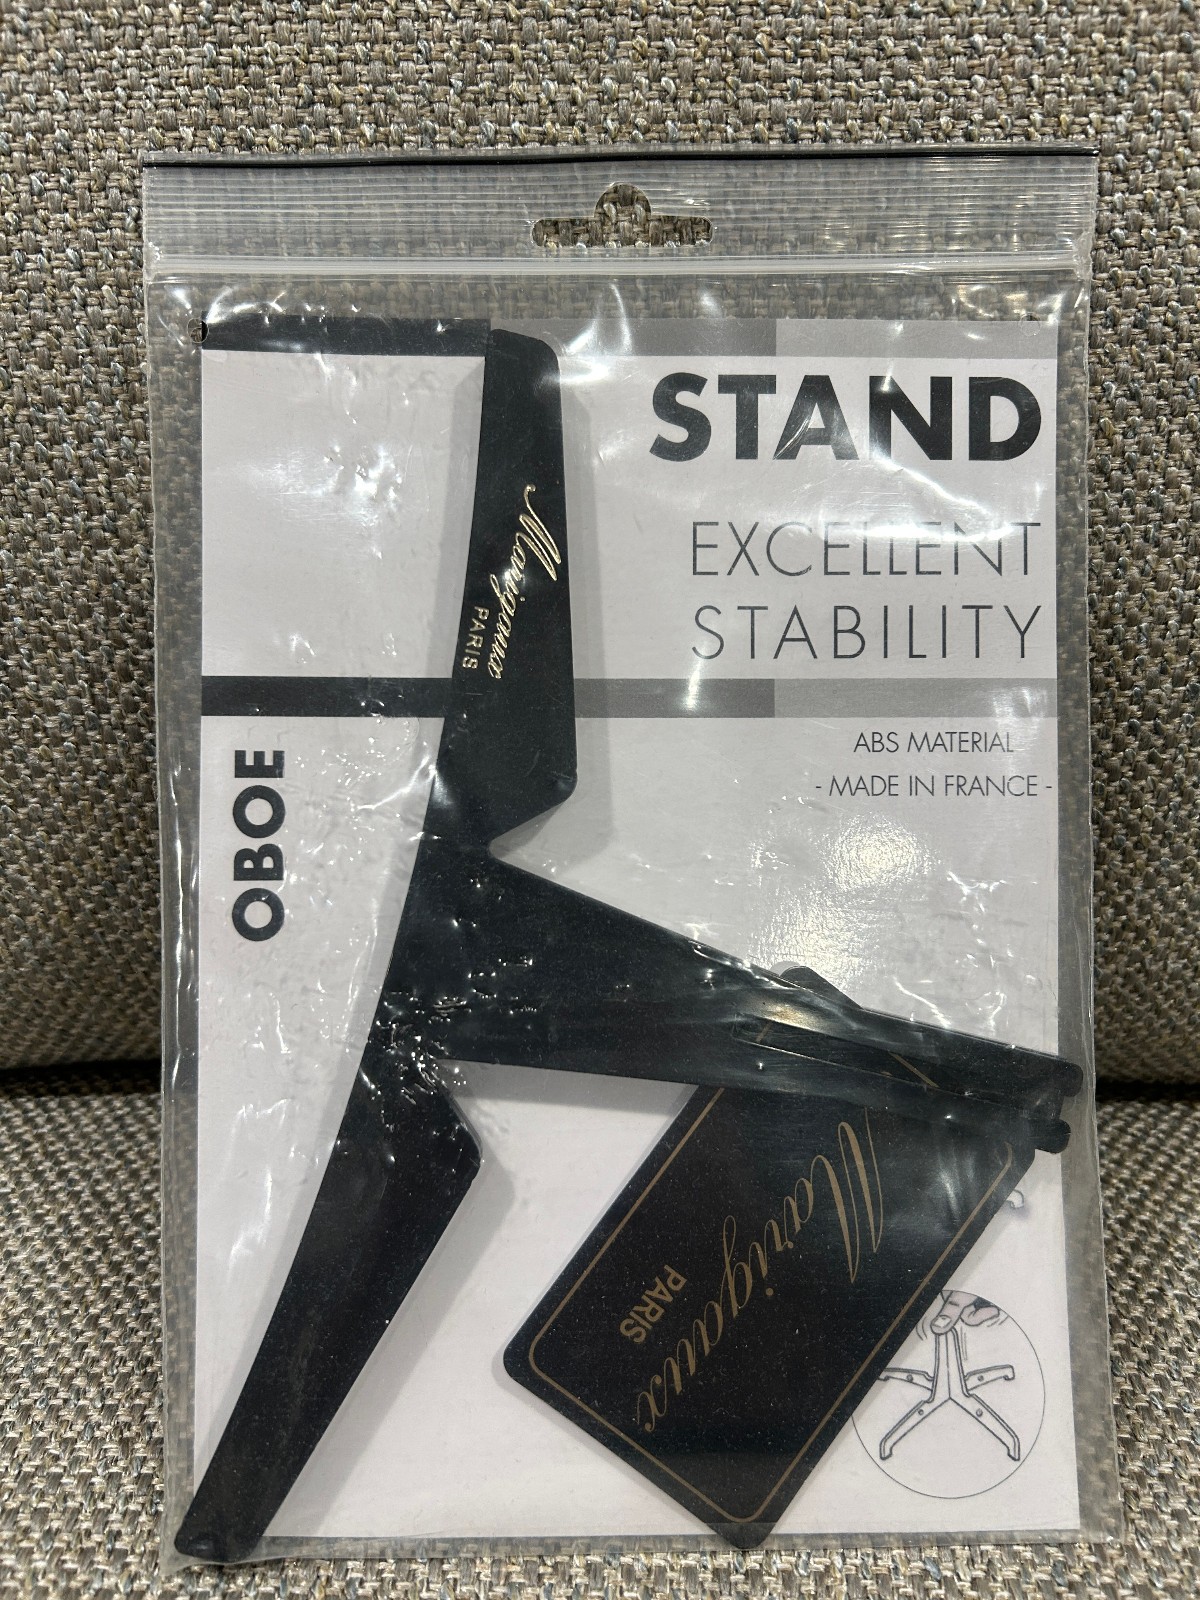 STAND
EXCELLENT
STABILITY
ABS MATERIAL
- MADE IN FRANCE -
OBOE
Marigaux
PARIS
Marigaux
PARIS